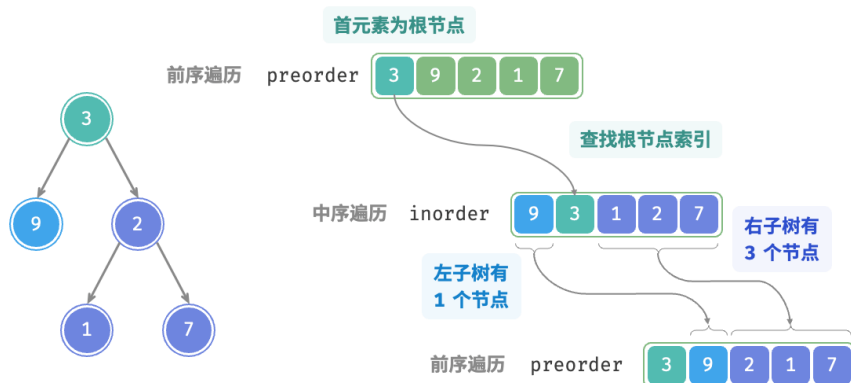 首元素为根节点
前序遍历 preorder 3 9 2 1 7
3
查找根节点索引
9 2
中序遍历 inorder 9 3 1 2 7
右子树有
3 个节点
左子树有
1 个节点
1 7
前序遍历 preorder 3 9 2 1 7